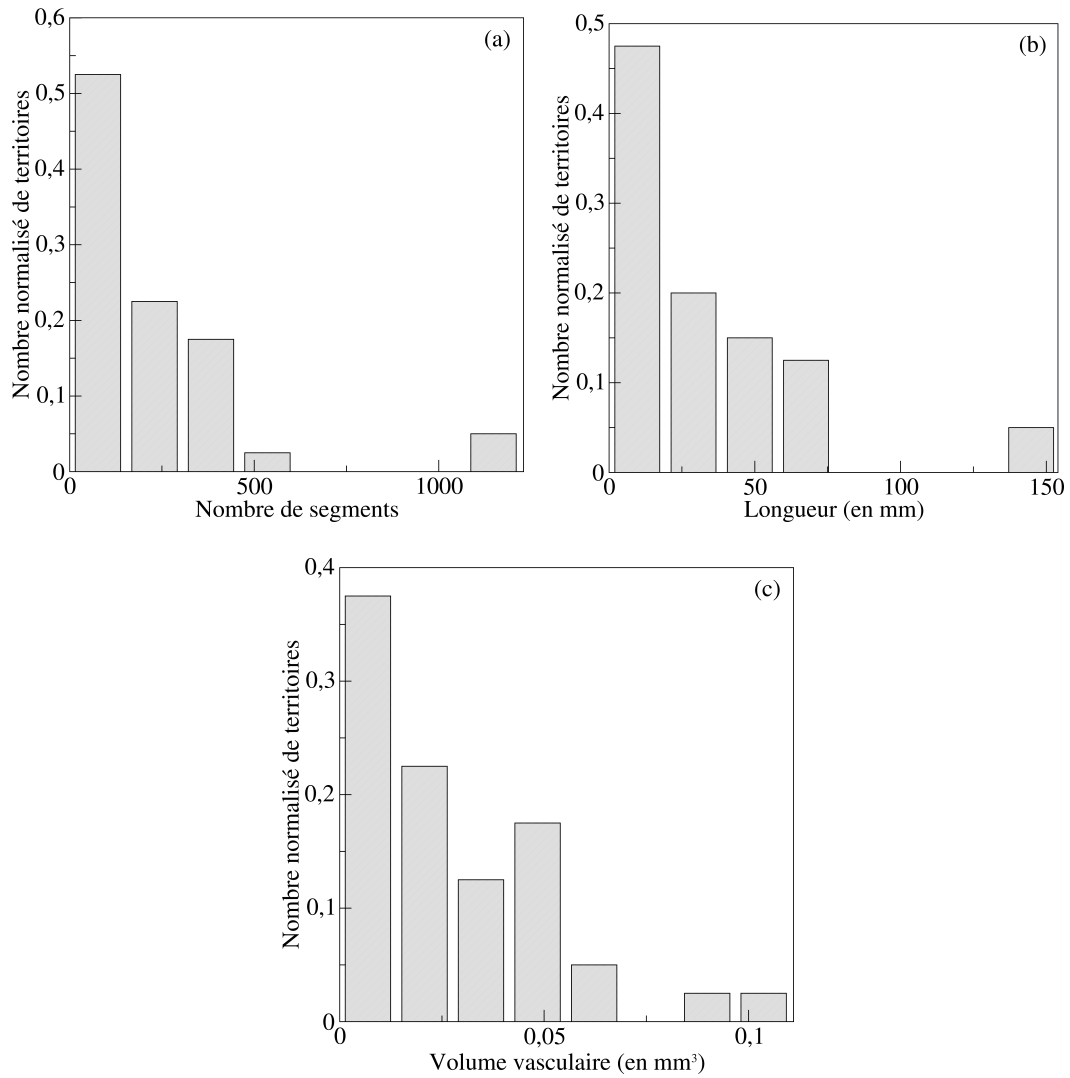 (a)
0,6
0,5
0,4
0,3
0,2
0,1
0
Nombre normalisé de territoires
0 500 1000
Nombre de segments
(b)
0,5
0,4
0,3
0,2
0,1
0
Nombre normalisé de territoires
0 50 100 150
Longueur (en mm)
(c)
0,4
0,3
0,2
0,1
0
Nombre normalisé de territoires
0 0,05 0,1
Volume vasculaire (en mm³)